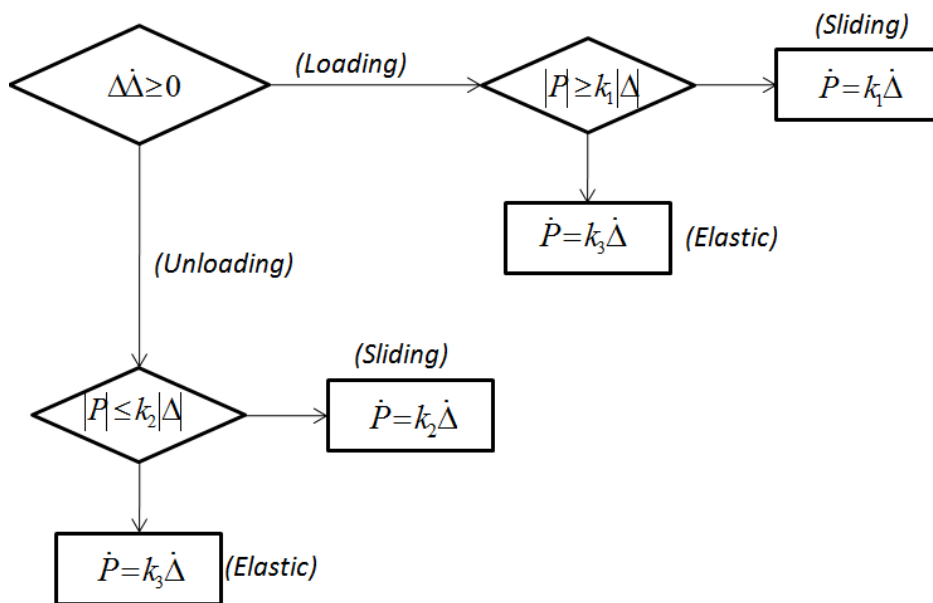 (Sliding)
ΔΔ̇≥0
(Loading)
|P|≥k₁|Δ|
Ṗ=k₁Δ̇
Ṗ=k₃Δ̇
(Elastic)
(Unloading)
(Sliding)
|P|≤k₂|Δ|
Ṗ=k₂Δ̇
Ṗ=k₃Δ̇
(Elastic)